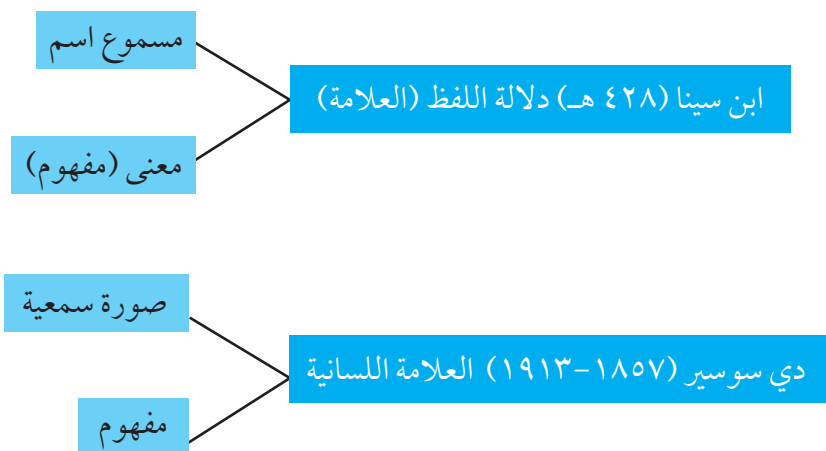 ابن سينا (٤٢٨ هـ) دلالة اللفظ (العلامة)
مسموع اسم
معنى (مفهوم)
دي سوسير (١٨٥٧-١٩١٣) العلامة اللسانية
صورة سمعية
مفهوم